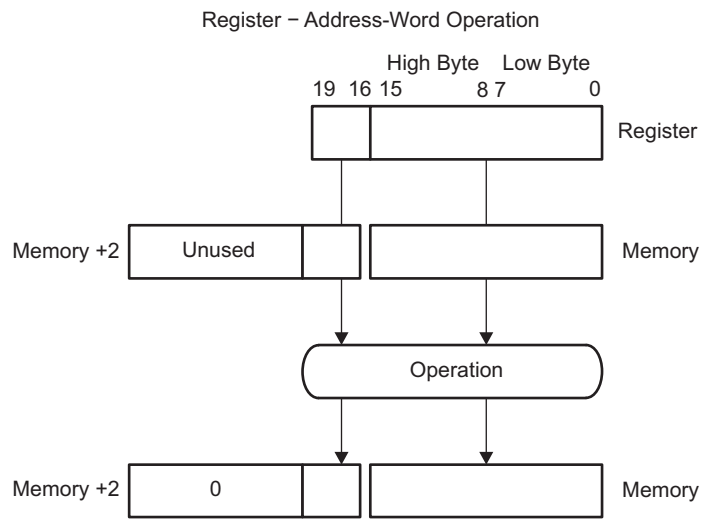 Register − Address-Word Operation
High Byte Low Byte
19 16 15 8 7 0
Register
Memory +2 Unused Memory
Operation
Memory +2 0 Memory